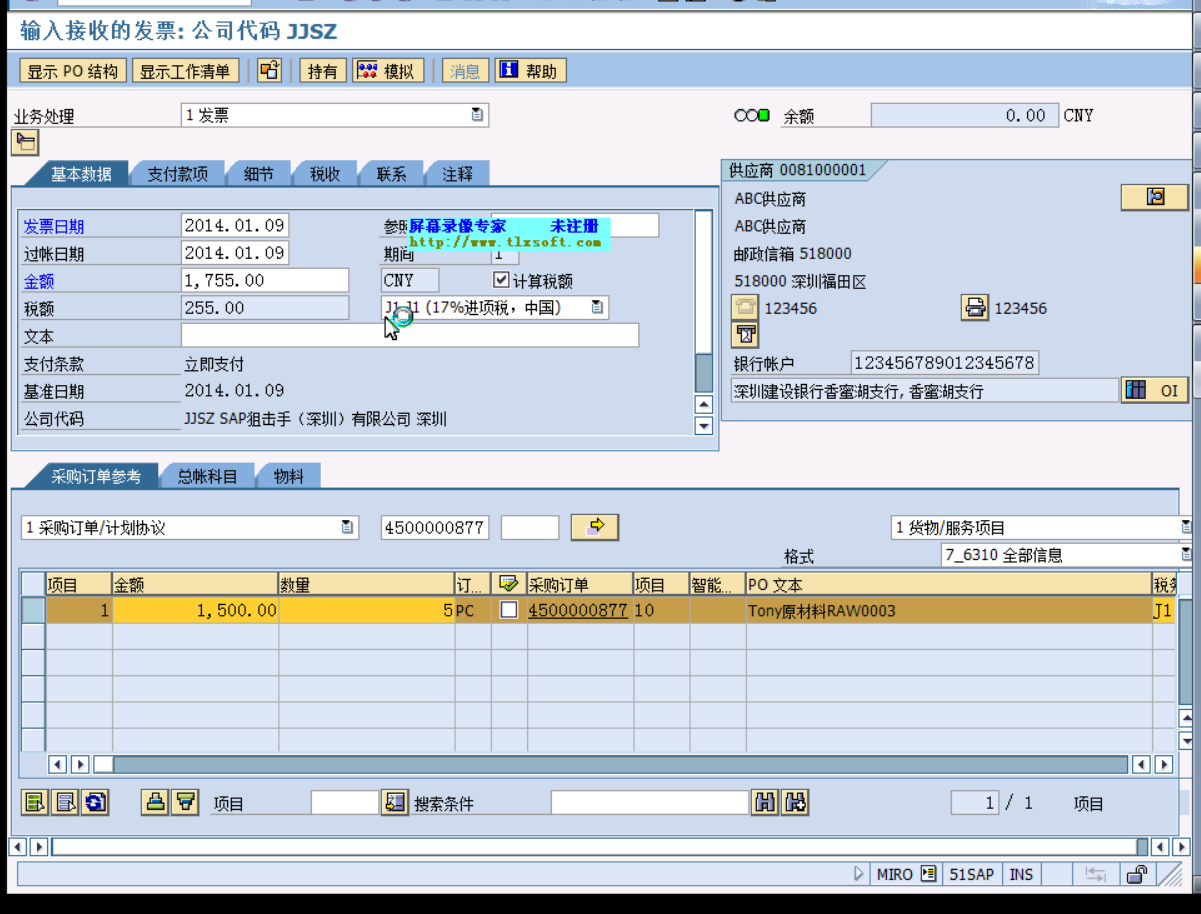 输入接收的发票: 公司代码 JJSZ
显示 PO 结构 显示工作清单 持有 模拟 消息 帮助
业务处理 1 发票 余额 0.00 CNY
基本数据 支付款项 细节 税收 联系 注释
供应商 0081000001
ABC供应商
ABC供应商
邮政信箱 518000
518000 深圳福田区
123456 123456
银行帐户 123456789012345678
深圳建设银行香蜜湖支行, 香蜜湖支行 OI
发票日期 2014.01.09 参照
屏幕录像专家 未注册
http://www.tlxsoft.com
过帐日期 2014.01.09 期间 1
金额 1,755.00 CNY 计算税额
税额 255.00 J1 J1 (17%进项税，中国)
文本
支付条款 立即支付
基准日期 2014.01.09
公司代码 JJSZ SAP狙击手（深圳）有限公司 深圳
采购订单参考 总帐科目 物料
1 采购订单/计划协议 4500000877 1 货物/服务项目
格式 7_6310 全部信息
项目 金额 数量 订... 采购订单 项目 智能... PO 文本 税务
1 1,500.00 5 PC 4500000877 10 Tony原材料RAW0003 J1
项目 搜索条件 1 / 1 项目
MIRO 51SAP INS